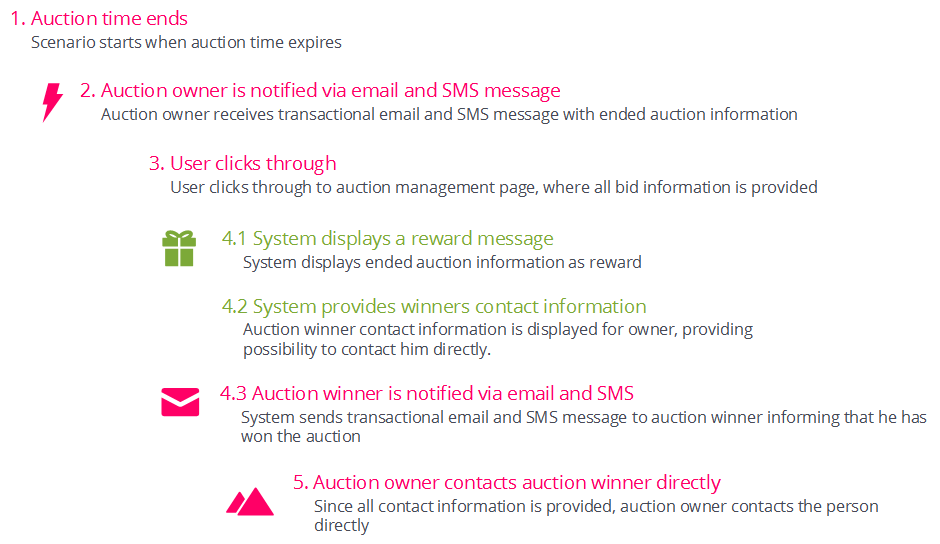 1. Auction time ends
Scenario starts when auction time expires
2. Auction owner is notified via email and SMS message
Auction owner receives transactional email and SMS message with ended auction information
3. User clicks through
User clicks through to auction management page, where all bid information is provided
4.1 System displays a reward message
System displays ended auction information as reward
4.2 System provides winners contact information
Auction winner contact information is displayed for owner, providing
possibility to contact him directly.
4.3 Auction winner is notified via email and SMS
System sends transactional email and SMS message to auction winner informing that he has
won the auction
5. Auction owner contacts auction winner directly
Since all contact information is provided, auction owner contacts the person
directly